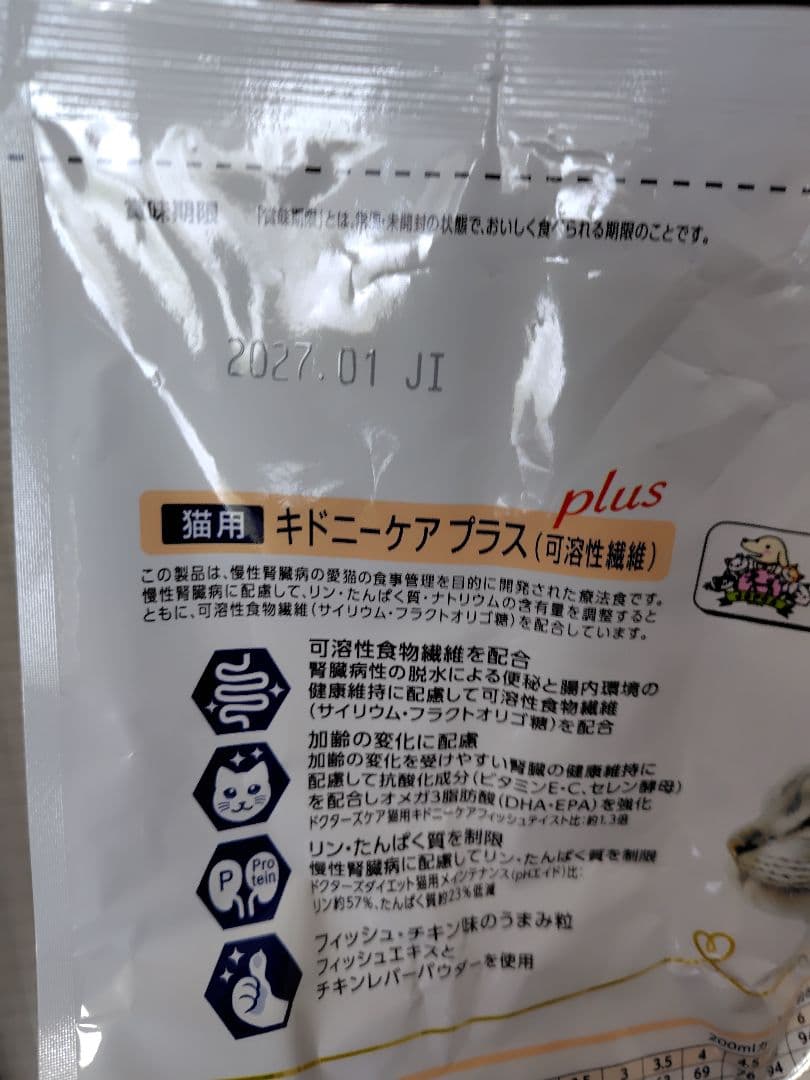 賞味期限 「賞味期限」とは、常温・未開封の状態で、おいしく食べられる期限のことです。
2027.01 JI
plus
猫用 キドニーケア プラス(可溶性繊維)
この製品は、慢性腎臓病の愛猫の食事管理を目的に開発された療法食です。
慢性腎臓病に配慮して、リン・たんぱく質・ナトリウムの含有量を調整すると
ともに、可溶性食物繊維(サイリウム・フラクトオリゴ糖)を配合しています。
可溶性食物繊維を配合
腎臓病性の脱水による便秘と腸内環境の
健康維持に配慮して可溶性食物繊維
(サイリウム・フラクトオリゴ糖)を配合
加齢の変化に配慮
加齢の変化を受けやすい腎臓の健康維持に
配慮して抗酸化成分(ビタミンE・C、セレン酵母)
を配合しオメガ3脂肪酸(DHA・EPA)を強化
ドクターズケア猫用キドニーケアフィッシュテイスト比:約1.3倍
P Pro
tein
リン・たんぱく質を制限
慢性腎臓病に配慮してリン・たんぱく質を制限
ドクターズダイエット猫用メインテナンス(pHエイド)比:
リン約57%、たんぱく質約23%低減
フィッシュ・チキン味のうまみ粒
フィッシュエキスと
チキンレバーパウダーを使用
200ml
3 3.5 4 4.5
69 94